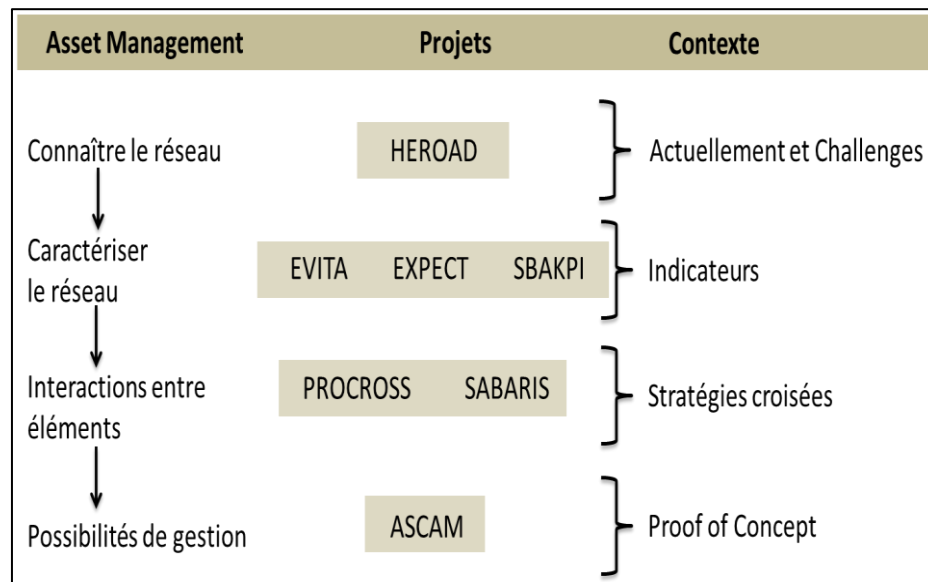 Asset Management Projets Contexte
Connaître le réseau HEROAD Actuellement et Challenges
Caractériser
le réseau
EVITA EXPECT SBAKPI Indicateurs
Interactions entre
éléments
PROCROSS SABARIS Stratégies croisées
Possibilités de gestion ASCAM Proof of Concept